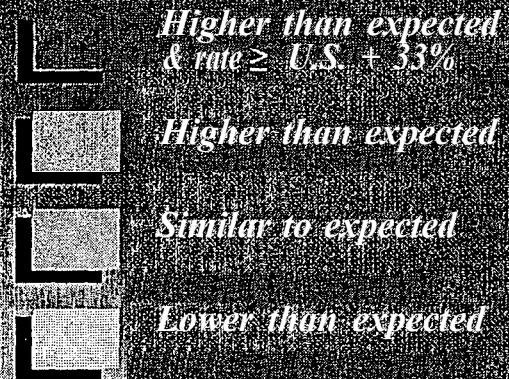 Higher than expected
& rate ≥ U.S. + 33%
Higher than expected
Similar to expected
Lower than expected